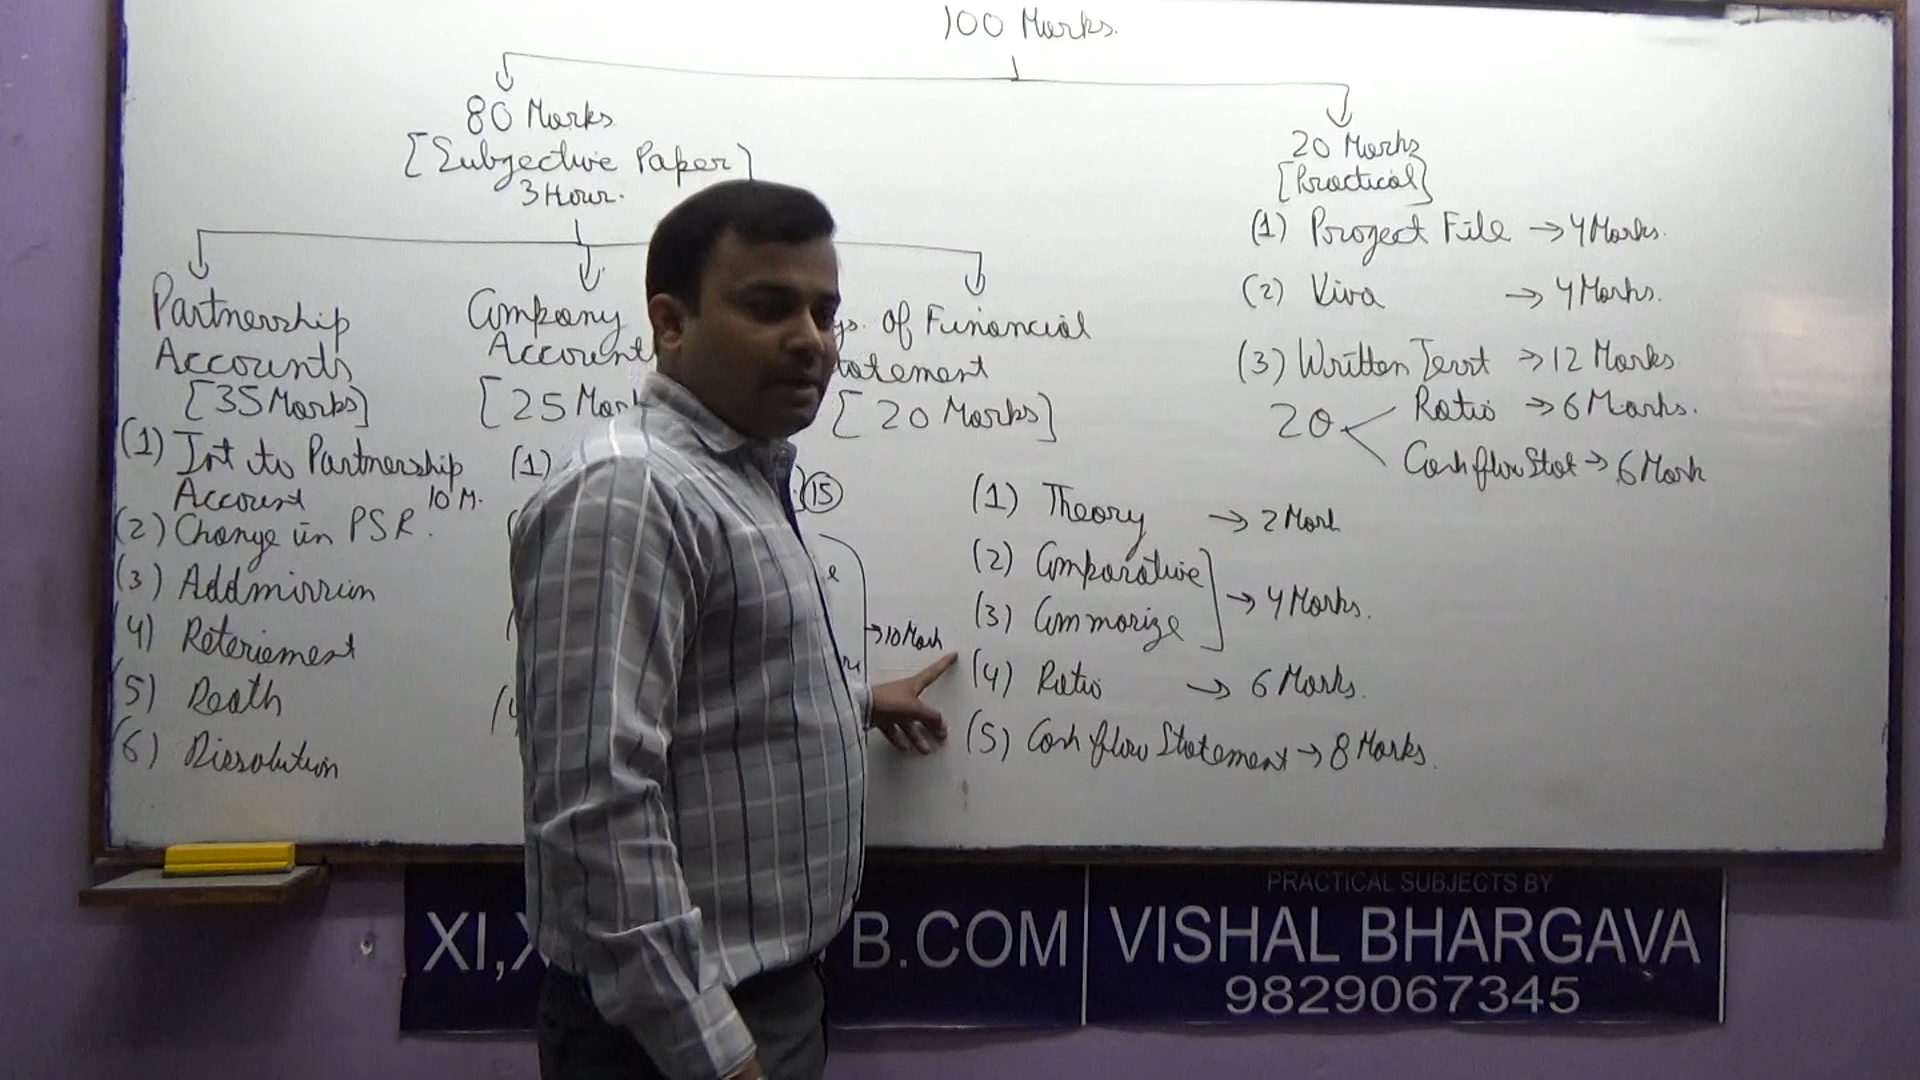 100 Marks.
80 Marks
[Subjective Paper]
3 Hour.
20 Marks
[Practical]
(1) Project File → 4 Marks.
(2) Viva → 4 Marks.
(3) Written Test → 12 Marks
20 < Ratio → 6 Marks.
Cash flow Stat → 6 Mark
Partnership
Accounts
[35 Marks]
(1) Int to Partnership
Account 10 M.
(2) Change in PSR.
(3) Addmission
4) Reteriement
5) Death
(6) Dissolution
Company
Account
[25 Mar
(1)
15
→ 10 Mark
ys. of Financial
tatement
[20 Marks]
(1) Theory → 2 Mark
(2) Comparative
(3) Commorize
→ 4 Marks.
(4) Ratio → 6 Marks.
(5) Cash flow Statement → 8 Marks.
XI,X
B.COM
PRACTICAL SUBJECTS BY
VISHAL BHARGAVA
9829067345